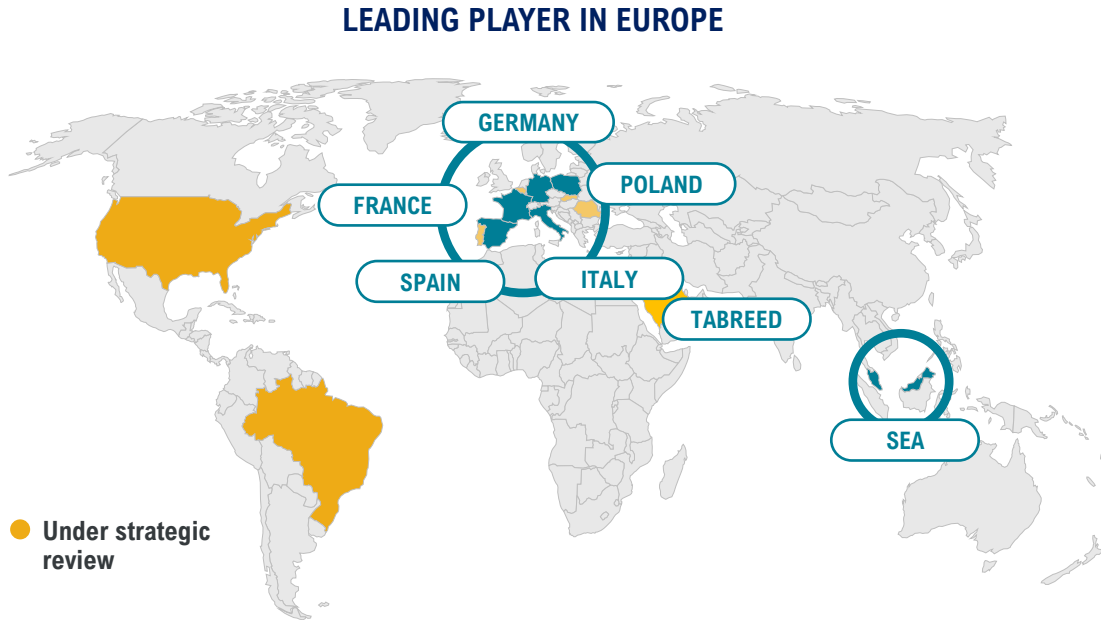 LEADING PLAYER IN EUROPE
GERMANY
POLAND
FRANCE
SPAIN
ITALY
TABREED
SEA
Under strategic
review